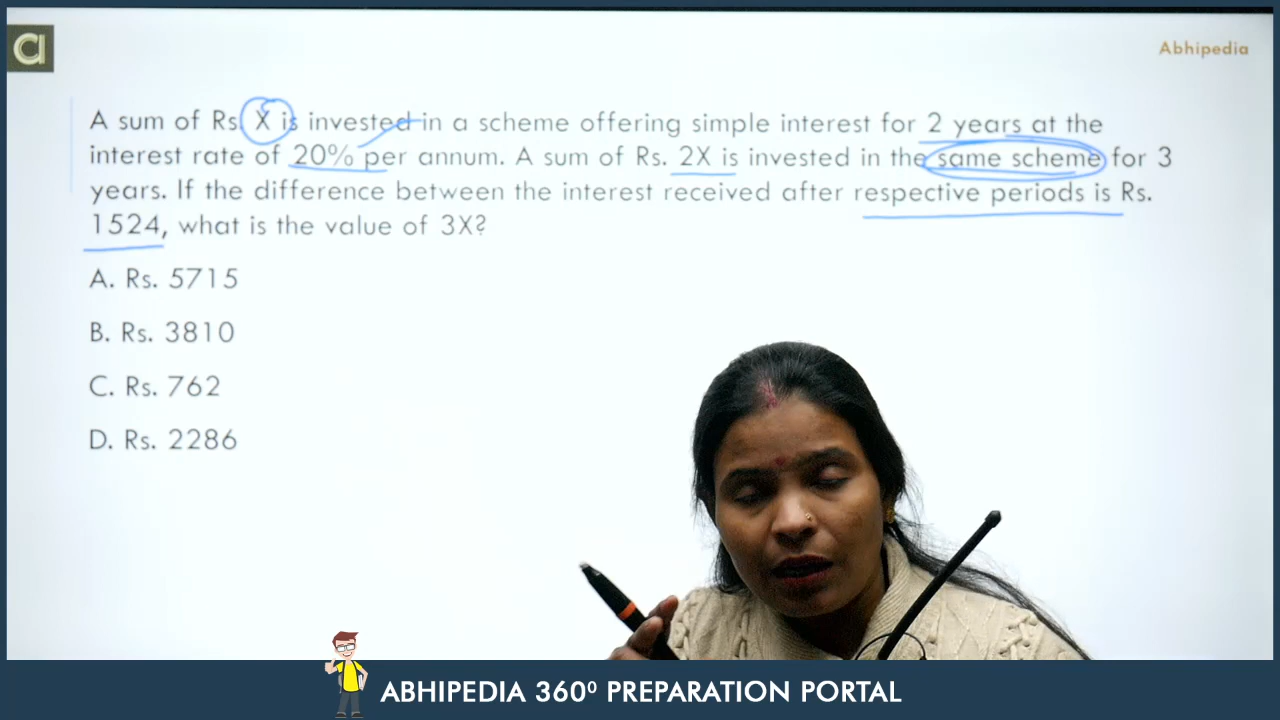 Abhipedia
A sum of Rs. X is invested in a scheme offering simple interest for 2 years at the
interest rate of 20% per annum. A sum of Rs. 2X is invested in the same scheme for 3
years. If the difference between the interest received after respective periods is Rs.
1524, what is the value of 3X?
A. Rs. 5715
B. Rs. 3810
C. Rs. 762
D. Rs. 2286
ABHIPEDIA 360⁰ PREPARATION PORTAL